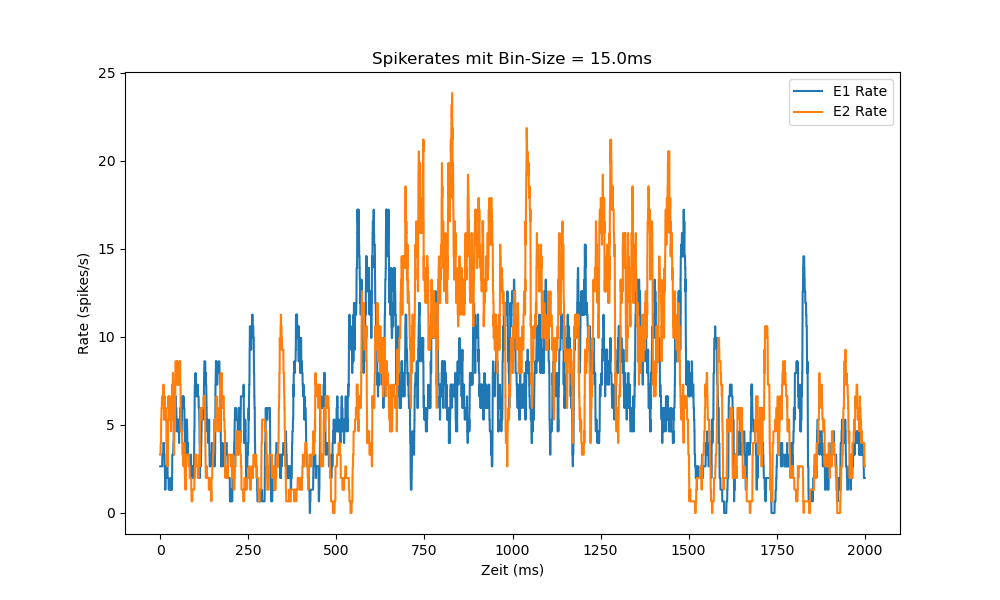 Spikerates mit Bin-Size = 15.0ms
E1 Rate
E2 Rate
Rate (spikes/s)
25
20
15
10
5
0
0 250 500 750 1000 1250 1500 1750 2000
Zeit (ms)